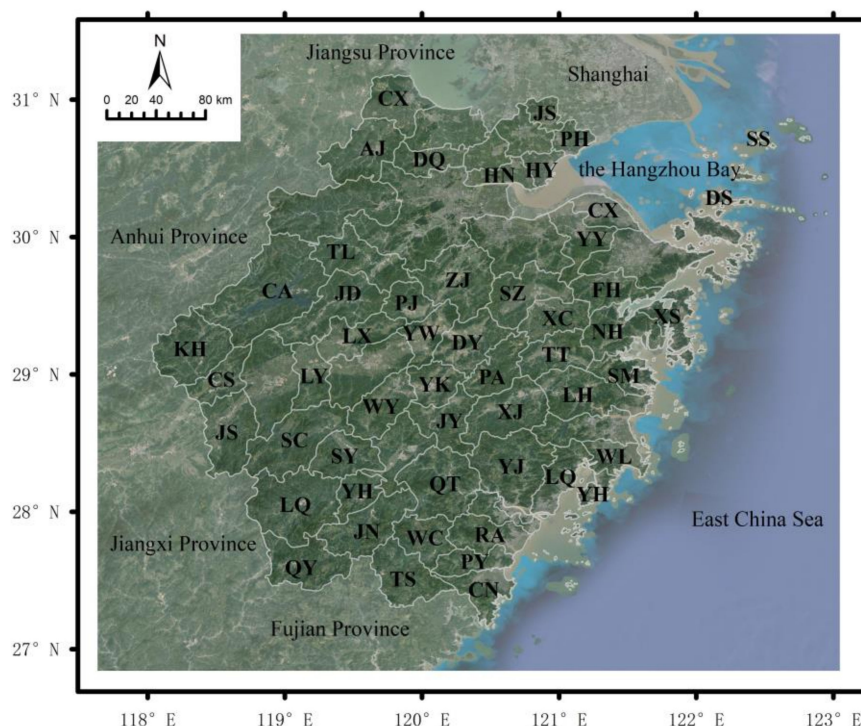 N
0 20 40 80 km
Jiangsu Province
Shanghai
31° N
CX
JS
PH
SS
AJ
DQ
HN
HY
the Hangzhou Bay
DS
CX
30° N
Anhui Province
YY
TL
CA
JD
PJ
ZJ
SZ
FH
XS
KH
LX
YW
DY
XC
NH
TT
29° N
CS
LY
YK
PA
SM
WY
JY
XJ
LH
JS
SC
SY
YJ
WL
28° N
LQ
YH
QT
LQ
YH
East China Sea
Jiangxi Province
JN
WC
RA
QY
TS
PY
CN
Fujian Province
27° N
118° E 119° E 120° E 121° E 122° E 123° E